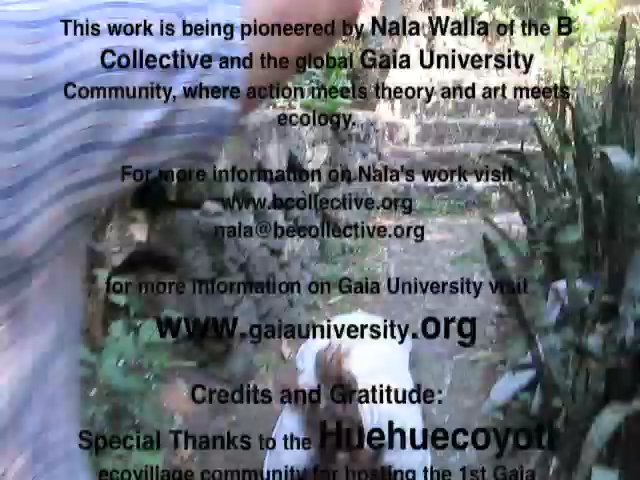 This work is being pioneered by Nala Walla of the B
Collective and the global Gaia University
Community, where action meets theory and art meets
ecology.
For more information on Nala's work visit
www.bcollective.org
nala@becollective.org
for more information on Gaia University visit
www.gaiauniversity.org
Credits and Gratitude:
Special Thanks to the Huehuecoyotl
ecovillage community for hosting the 1st Gaia